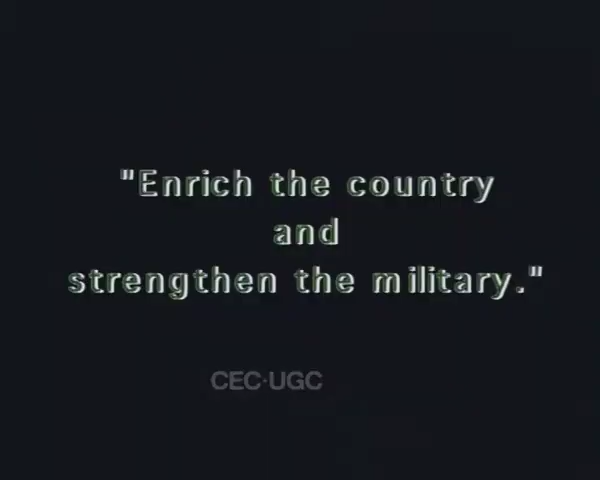 "Enrich the country
and
strengthen the military."
CEC-UGC